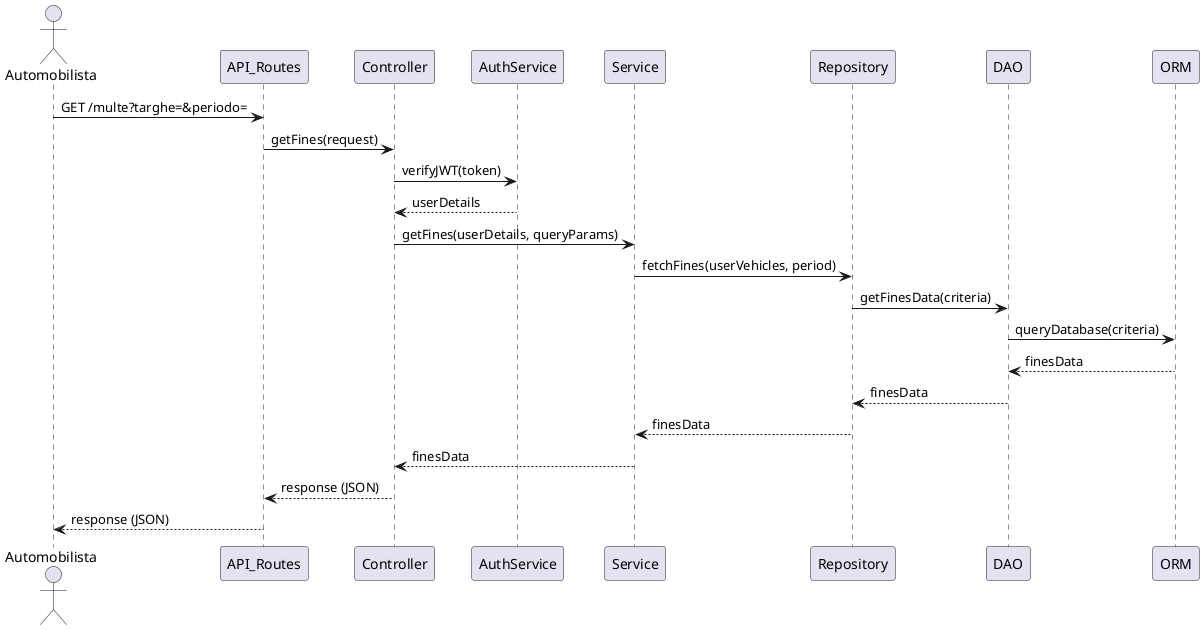 Automobilista
API_Routes
Controller
AuthService
Service
Repository
DAO
ORM
GET /multe?targhe=&periodo=
getFines(request)
verifyJWT(token)
userDetails
getFines(userDetails, queryParams)
fetchFines(userVehicles, period)
getFinesData(criteria)
queryDatabase(criteria)
finesData
finesData
finesData
finesData
response (JSON)
response (JSON)
Automobilista
API_Routes
Controller
AuthService
Service
Repository
DAO
ORM